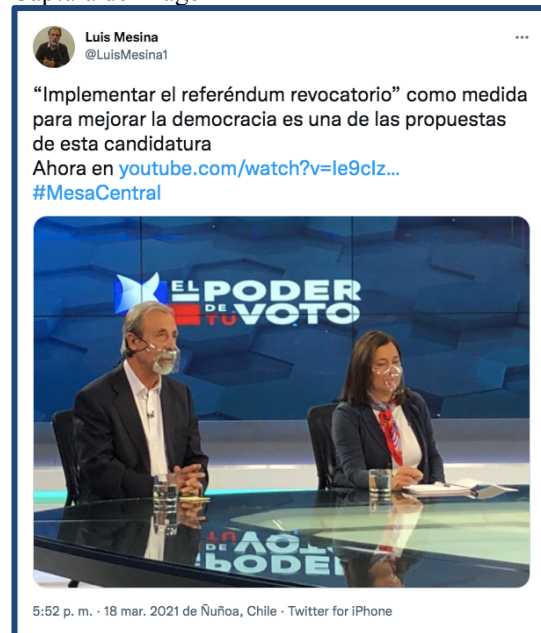 Luis Mesina
@LuisMesina1
“Implementar el referéndum revocatorio” como medida
para mejorar la democracia es una de las propuestas
de esta candidatura
Ahora en youtube.com/watch?v=Ie9cIz...
#MesaCentral
EL PODER
DE
TU VOTO
5:52 p. m. · 18 mar. 2021 de Ñuñoa, Chile · Twitter for iPhone